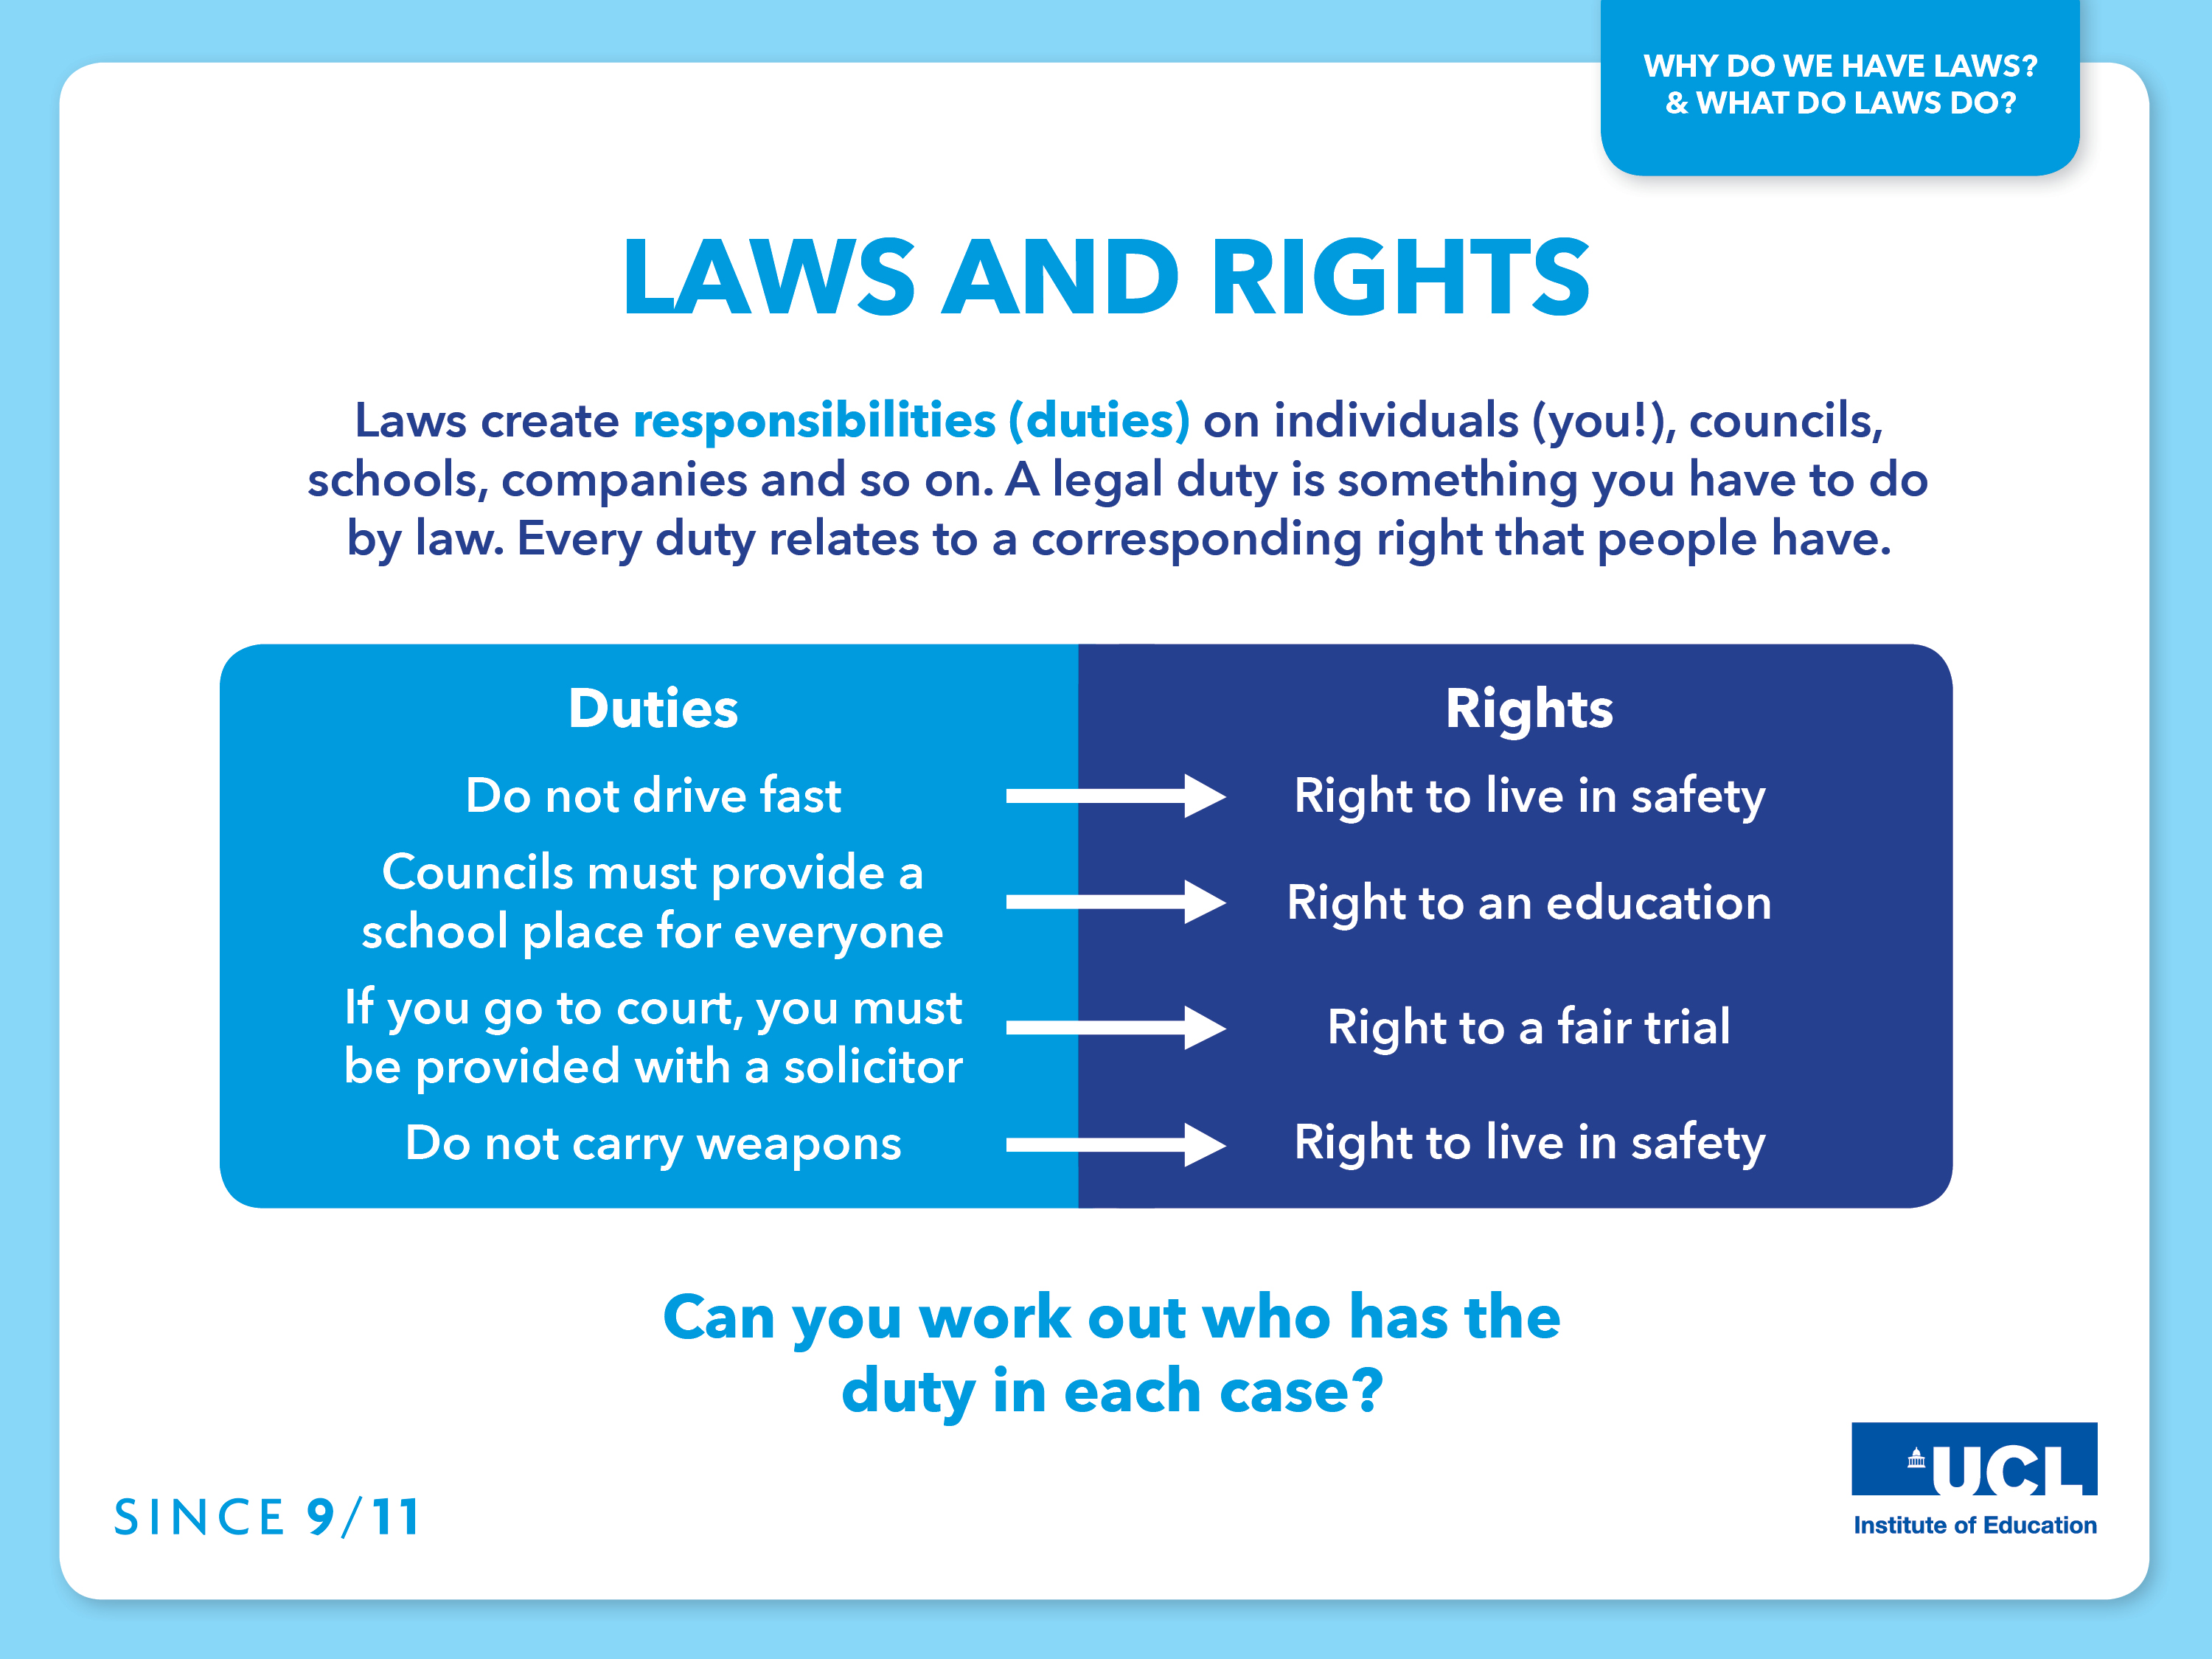 WHY DO WE HAVE LAWS?
& WHAT DO LAWS DO?
LAWS AND RIGHTS
Laws create responsibilities (duties) on individuals (you!), councils,
schools, companies and so on. A legal duty is something you have to do
by law. Every duty relates to a corresponding right that people have.
Duties
Rights
Do not drive fast
Right to live in safety
Councils must provide a
school place for everyone
Right to an education
If you go to court, you must
be provided with a solicitor
Right to a fair trial
Do not carry weapons
Right to live in safety
Can you work out who has the
duty in each case?
SINCE 9/11
UCL
Institute of Education